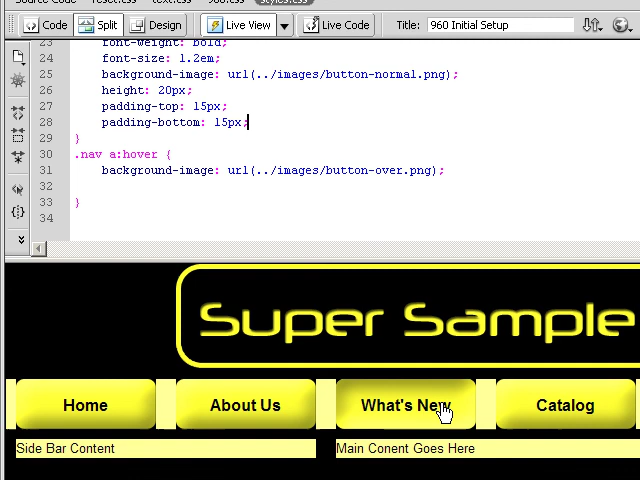 Source Code reset.css text.css 960.css styles.css
Code Split Design Live View Live Code Title: 960 Initial Setup
23 font-weight: bold;
24 font-size: 1.2em;
25 background-image: url(../images/button-normal.png);
26 height: 20px;
27 padding-top: 15px;
28 padding-bottom: 15px;
29 }
30 .nav a:hover {
31 background-image: url(../images/button-over.png);
32
33 }
34
Super Sample
Home About Us What's New Catalog
Side Bar Content Main Conent Goes Here